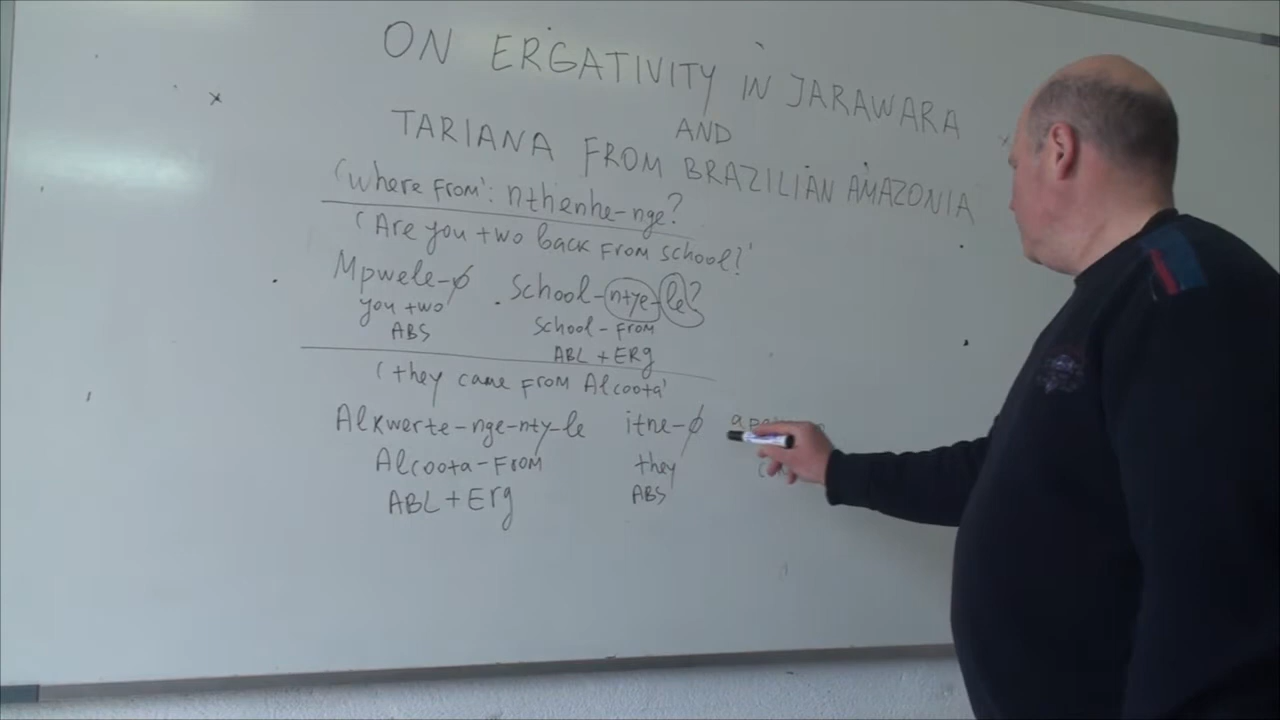 ON ERGATIVITY IN JARAWARA
AND
TARIANA FROM BRAZILIAN AMAZONIA
'where from': nthenhe-nge?
'Are you two back from school?'
Mpwele-ϕ School-ntye-le?
you two School-from
ABS ABL+ERg
'they came from Alcoota'
Alkwerte-nge-nty-le itne-ϕ
Alcoota-From they
ABL+Erg ABS